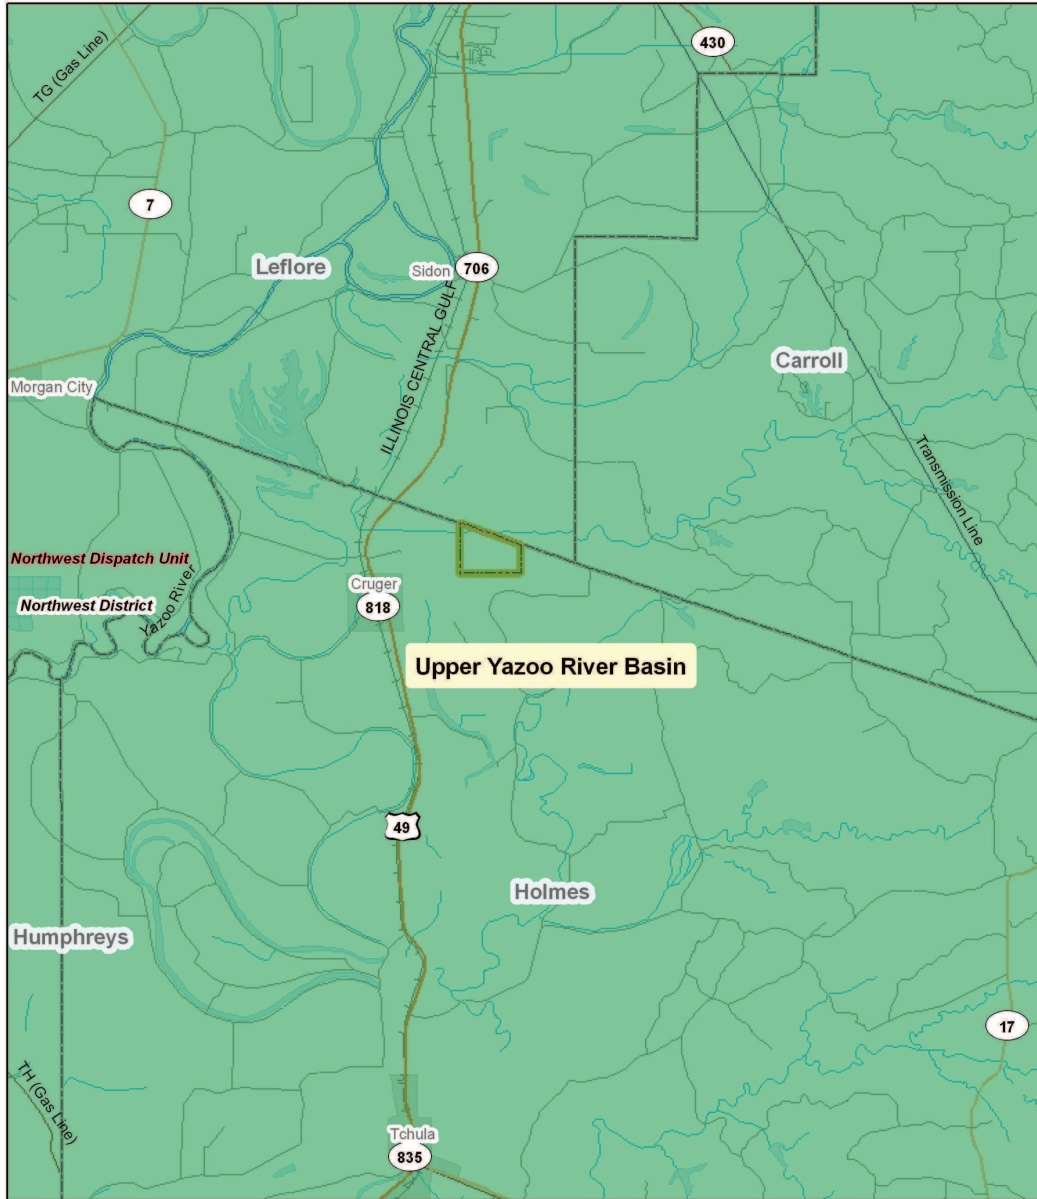 430
TG (Gas Line)
7
Leflore
Sidon
706
ILLINOIS CENTRAL GULF
Carroll
Morgan City
Transmission Line
Northwest Dispatch Unit
Northwest District
Yazoo River
Cruger
818
Upper Yazoo River Basin
49
Holmes
Humphreys
17
TH (Gas Line)
Tchula
835